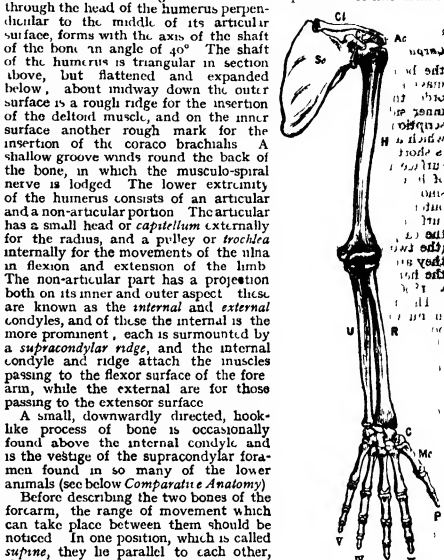 through the head of the humerus perpen-
dicular to the middle of its articular
surface, forms with the axis of the shaft
of the bone an angle of 40° The shaft
of the humerus is triangular in section
above, but flattened and expanded
below, about midway down the outer
surface is a rough ridge for the insertion
of the deltoid muscle, and on the inner
surface another rough mark for the
insertion of the coraco brachialis A
shallow groove winds round the back of
the bone, in which the musculo-spiral
nerve is lodged The lower extremity
of the humerus consists of an articular
and a non-articular portion The articular
has a small head or capitellum externally
for the radius, and a pulley or trochlea
internally for the movements of the ulna
in flexion and extension of the limb
The non-articular part has a projection
both on its inner and outer aspect these
are known as the internal and external
condyles, and of these the internal is the
more prominent, each is surmounted by
a supracondylar ridge, and the internal
condyle and ridge attach the muscles
passing to the flexor surface of the fore
arm, while the external are for those
passing to the extensor surface
A small, downwardly directed, hook-
like process of bone is occasionally
found above the internal condyle and
is the vestige of the supracondylar fora-
men found in so many of the lower
animals (see below Comparative Anatomy)
Before describing the two bones of the
forearm, the range of movement which
can take place between them should be
noticed In one position, which is called
supine, they lie parallel to each other,
Cl
Ac
Sc
H
U
R
C
Mc
P
V
IV
III
II